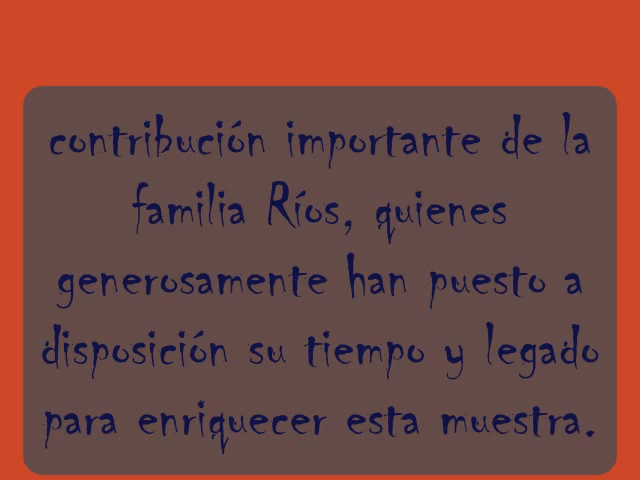 contribución importante de la
familia Ríos, quienes
generosamente han puesto a
disposición su tiempo y legado
para enriquecer esta muestra.